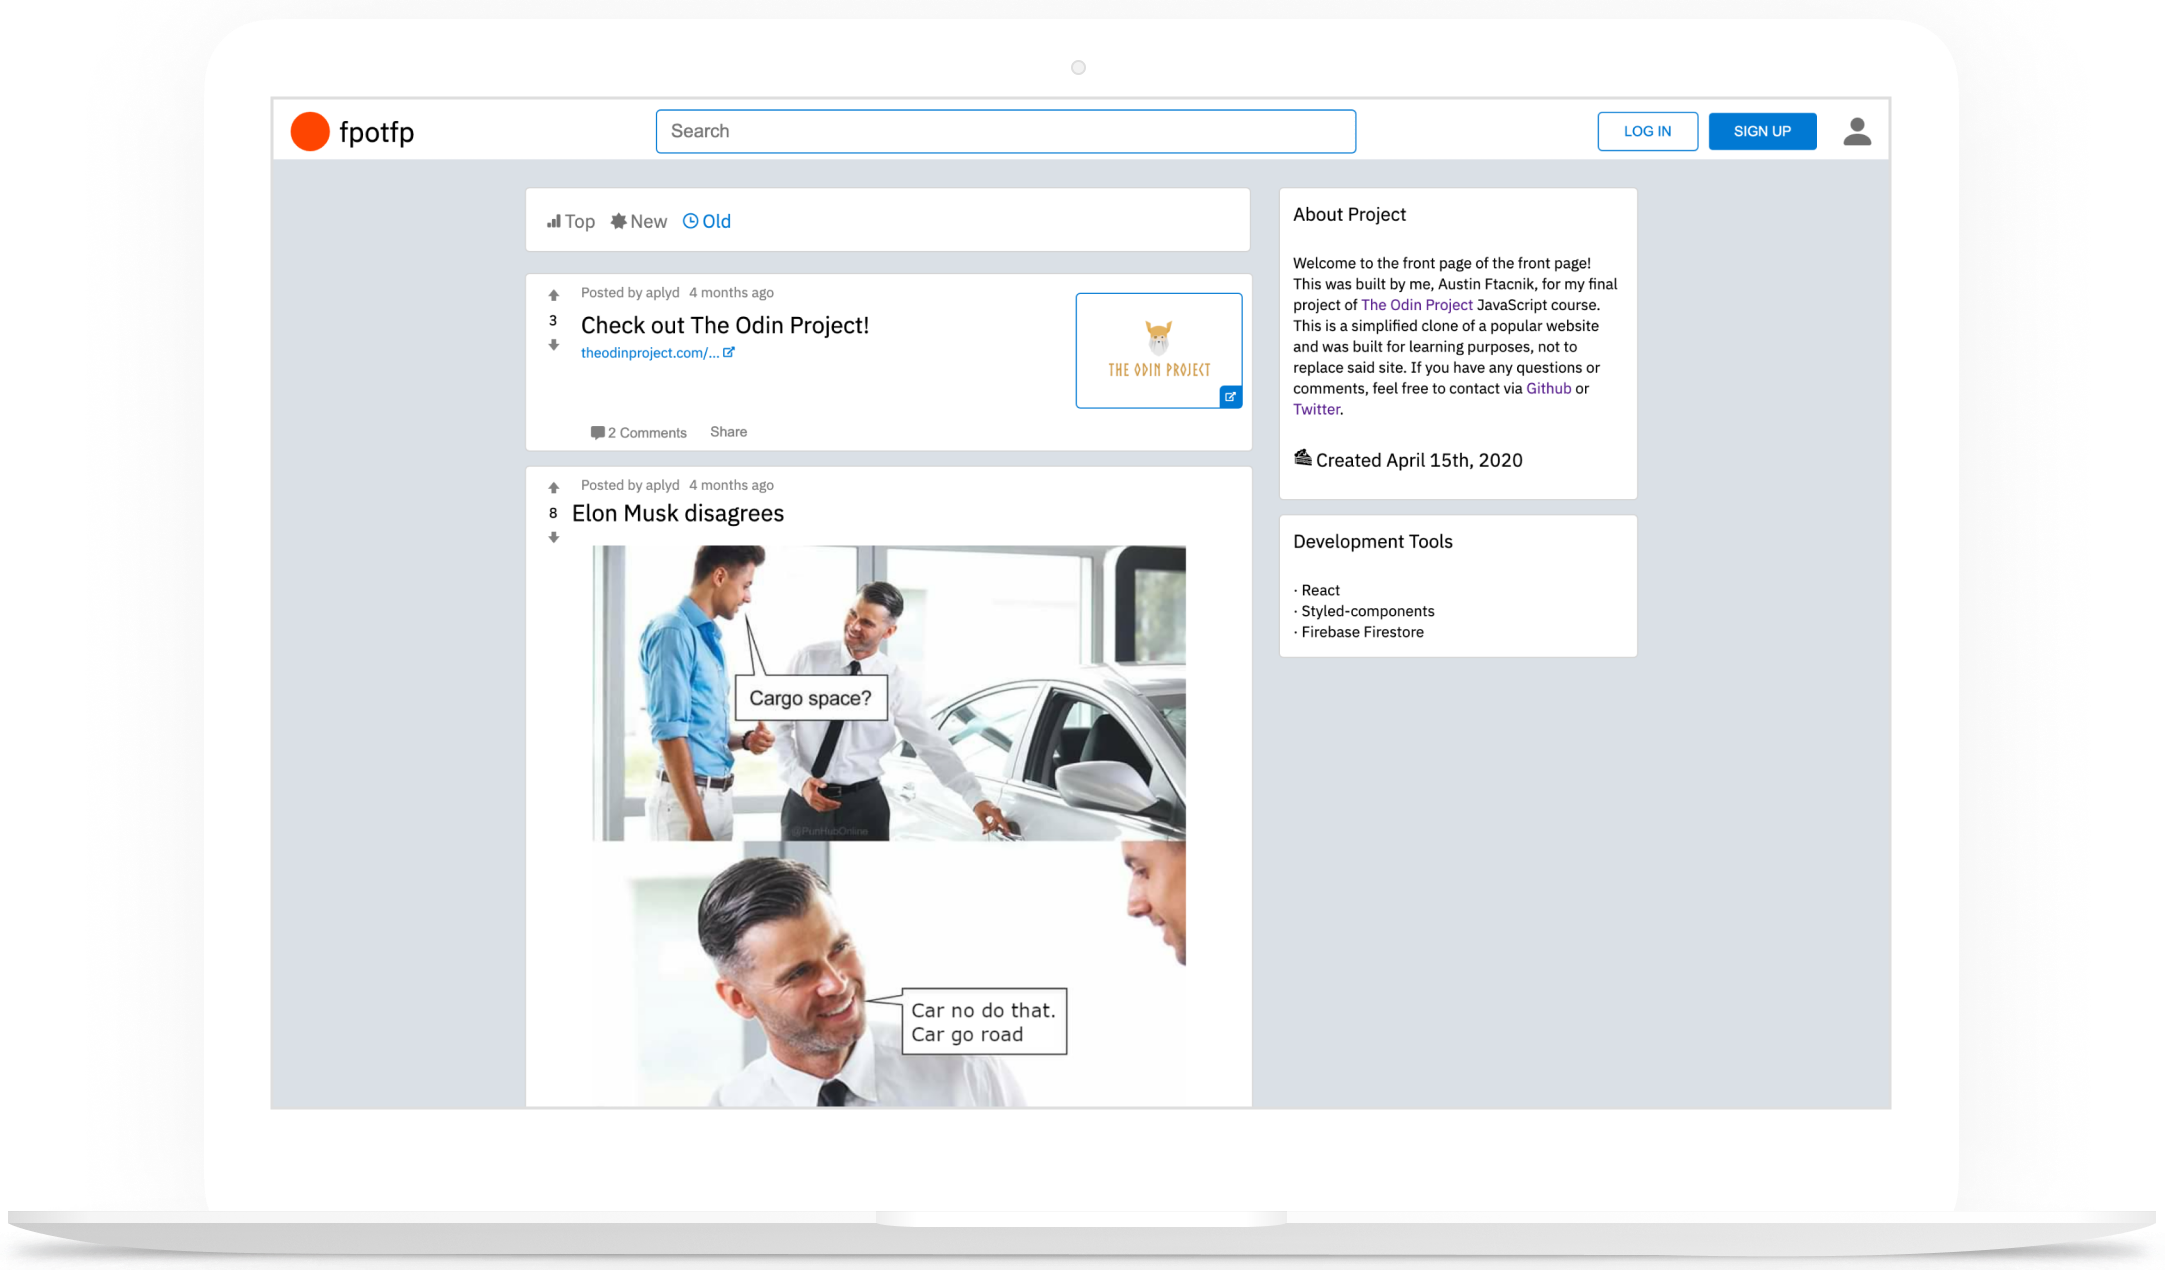 fpotfp
Search
LOG IN
SIGN UP
Top
New
Old
Posted by aplyd 4 months ago
3
Check out The Odin Project!
theodinproject.com/...
THE ODIN PROJECT
2 Comments
Share
Posted by aplyd 4 months ago
8
Elon Musk disagrees
Cargo space?
@PunHubOnline
Car no do that.
Car go road
About Project
Welcome to the front page of the front page!
This was built by me, Austin Ftacnik, for my final
project of The Odin Project JavaScript course.
This is a simplified clone of a popular website
and was built for learning purposes, not to
replace said site. If you have any questions or
comments, feel free to contact via Github or
Twitter.
Created April 15th, 2020
Development Tools
· React
· Styled-components
· Firebase Firestore